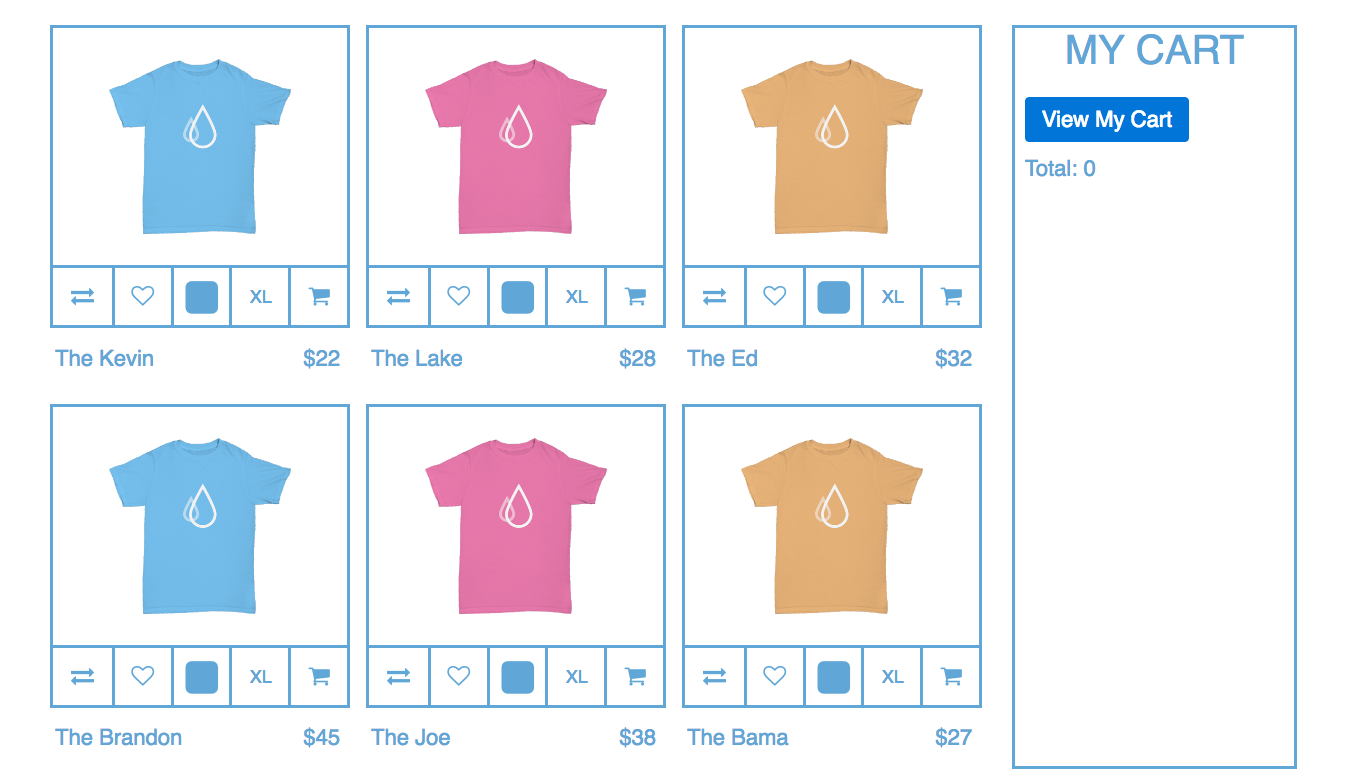 MY CART
View My Cart
Total: 0
XL
XL
XL
The Kevin $22
The Lake $28
The Ed $32
XL
XL
XL
The Brandon $45
The Joe $38
The Bama $27